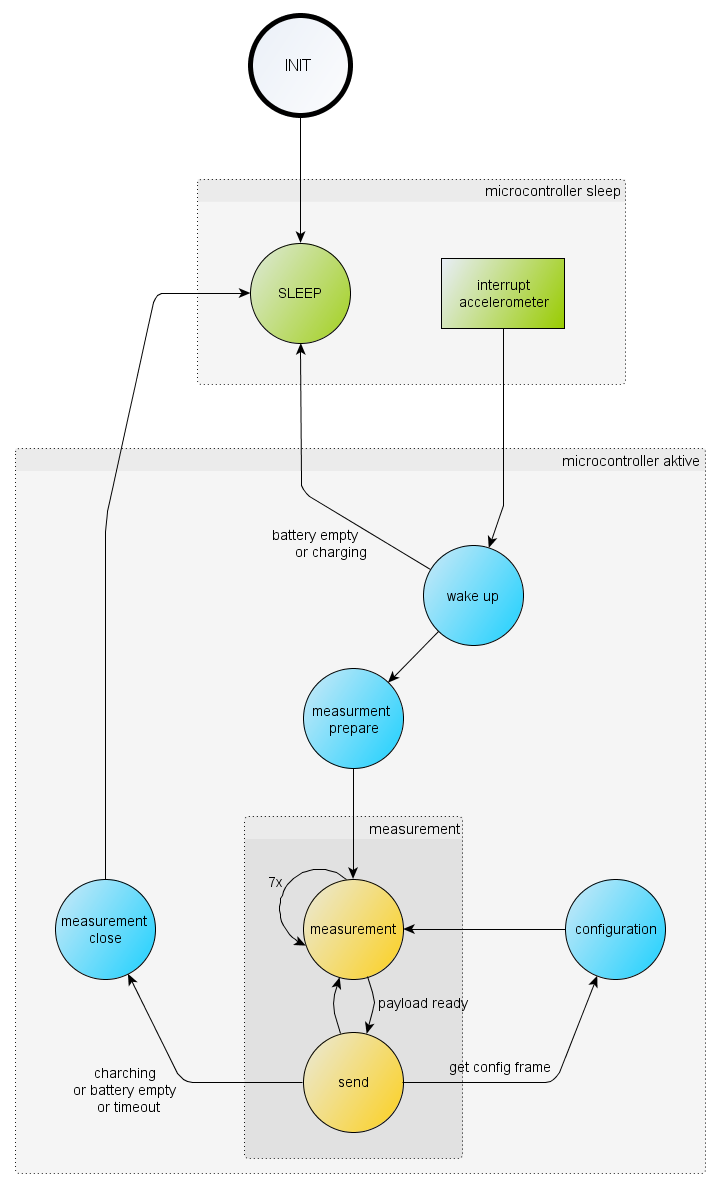 INIT
microcontroller sleep
SLEEP
interrupt
accelerometer
microcontroller aktive
battery empty
or charging
wake up
measurment
prepare
measurement
7x
measurement
close
measurement
configuration
payload ready
get config frame
send
charching
or battery empty
or timeout